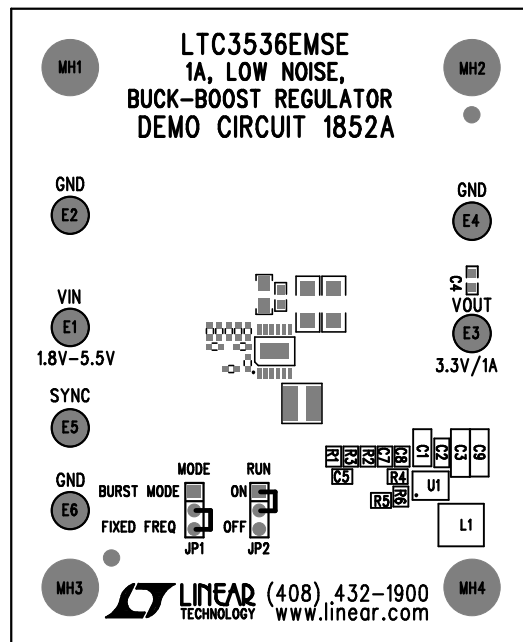 LTC3536EMSE
1A, LOW NOISE,
BUCK-BOOST REGULATOR
DEMO CIRCUIT 1852A
MH1
MH2
GND
E2
GND
E4
VIN
E1
1.8V-5.5V
C4
VOUT
E3
3.3V/1A
SYNC
E5
GND
E6
MODE
BURST MODE
FIXED FREQ
JP1
RUN
ON
OFF
JP2
R1 R3 R2 C7 C8 C1 C2 C3 C9
C5 R4 U1
R5 R6
L1
MH3
MH4
LINEAR TECHNOLOGY
(408) 432-1900
www.linear.com